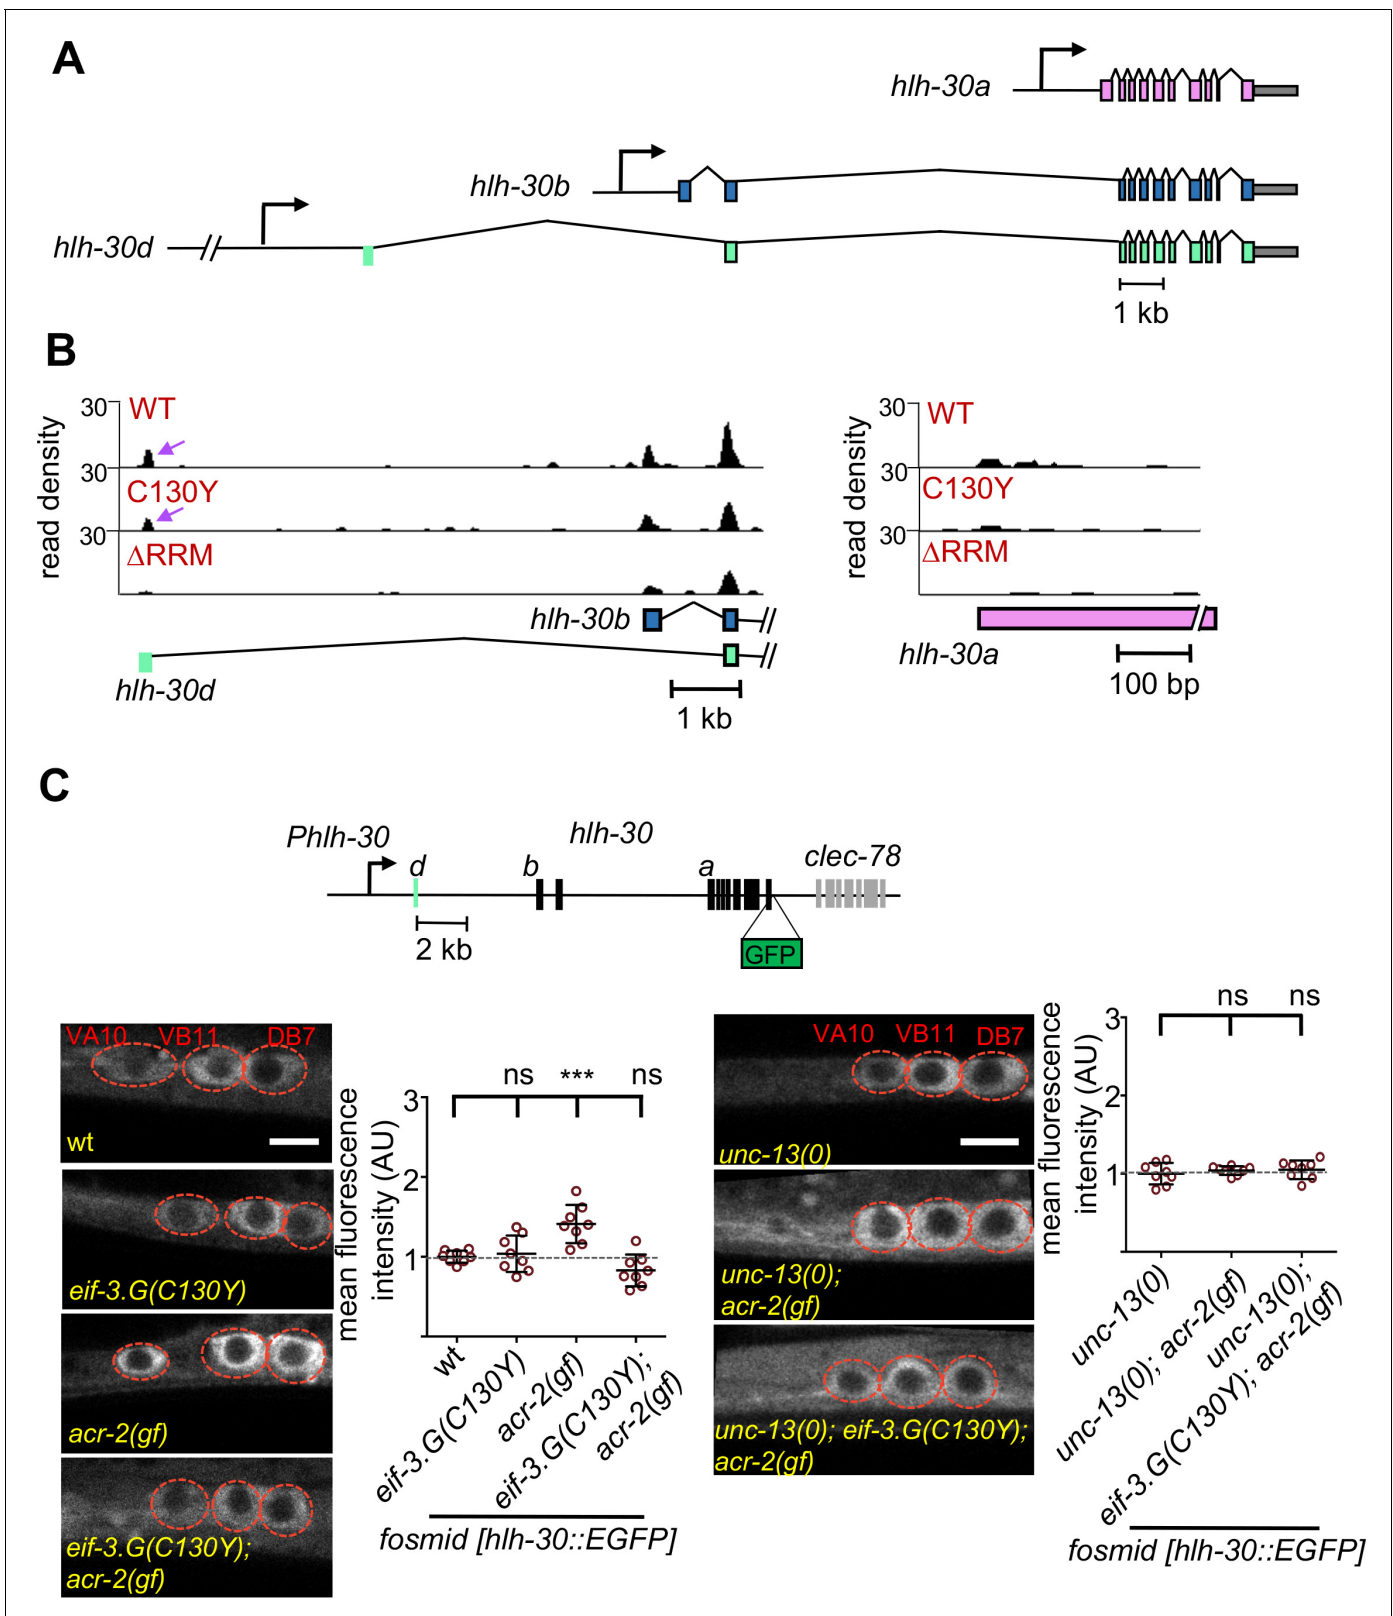 A
hlh-30a
hlh-30b
hlh-30d
1 kb
B
read density
30
WT
30
C130Y
30
ΔRRM
hlh-30b
hlh-30d
1 kb
read density
30
WT
30
C130Y
30
ΔRRM
hlh-30a
100 bp
C
Phlh-30
hlh-30
d
b
a
clec-78
2 kb
GFP
VA10 VB11 DB7
wt
eif-3.G(C130Y)
acr-2(gf)
eif-3.G(C130Y);
acr-2(gf)
mean fluorescence
intensity (AU)
ns *** ns
3
2
1
wt
eif-3.G(C130Y)
acr-2(gf)
eif-3.G(C130Y);
acr-2(gf)
fosmid [hlh-30::EGFP]
VA10 VB11 DB7
unc-13(0)
unc-13(0);
acr-2(gf)
unc-13(0); eif-3.G(C130Y);
acr-2(gf)
mean fluorescence
intensity (AU)
ns ns
3
2
1
unc-13(0)
unc-13(0); acr-2(gf)
unc-13(0);
eif-3.G(C130Y); acr-2(gf)
fosmid [hlh-30::EGFP]